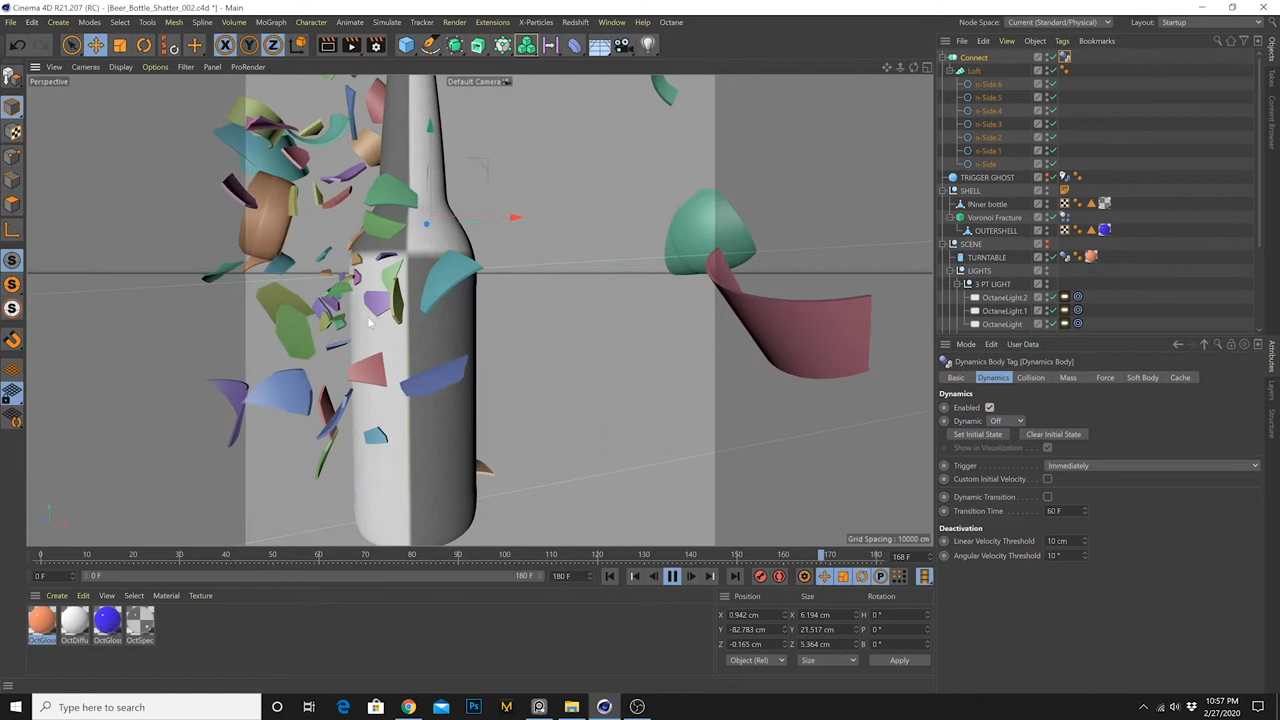 Cinema 4D R21.207 (RC) - [Beer_Bottle_Shatter_002.c4d *] - Main
File Edit Create Modes Select Tools Spline Mesh Volume MoGraph Character Animate Simulate Tracker Render Extensions X-Particles Redshift Window Help Octane
Node Space: Current (Standard/Physical) Layout: Startup
View Cameras Display Options Filter Panel ProRender
File Edit View Object Tags Bookmarks
Perspective
Default Camera
Connect
Loft
n-Side.6
n-Side.5
n-Side.4
n-Side.3
n-Side.2
n-Side.1
n-Side
TRIGGER GHOST
SHELL
INner bottle
Voronoi Fracture
OUTERSHELL
SCENE
TURNTABLE
LIGHTS
3 PT LIGHT
OctaneLight.2
OctaneLight.1
OctaneLight
Objects
Takes
Content Browser
Mode Edit User Data
Dynamics Body Tag [Dynamics Body]
Basic Dynamics Collision Mass Force Soft Body Cache
Dynamics
Enabled
Dynamic Off
Set Initial State Clear Initial State
Show in Visualization
Trigger Immediately
Custom Initial Velocity
Dynamic Transition
Transition Time 60 F
Deactivation
Linear Velocity Threshold 10 cm
Angular Velocity Threshold 10 °
Attributes
Layers
Structure
Grid Spacing : 10000 cm
0 10 20 30 40 50 60 70 80 90 100 110 120 130 140 150 160 170 180 168 F
0 F 0 F 180 F 180 F
Create Edit View Select Material Texture
OctGloss OctDiffu OctGloss OctSpec
Position Size Rotation
X 0.942 cm X 6.194 cm H 0 °
Y -82.783 cm Y 21.517 cm P 0 °
Z -0.165 cm Z 5.364 cm B 0 °
Object (Rel) Size Apply
Type here to search
10:57 PM
2/27/2020